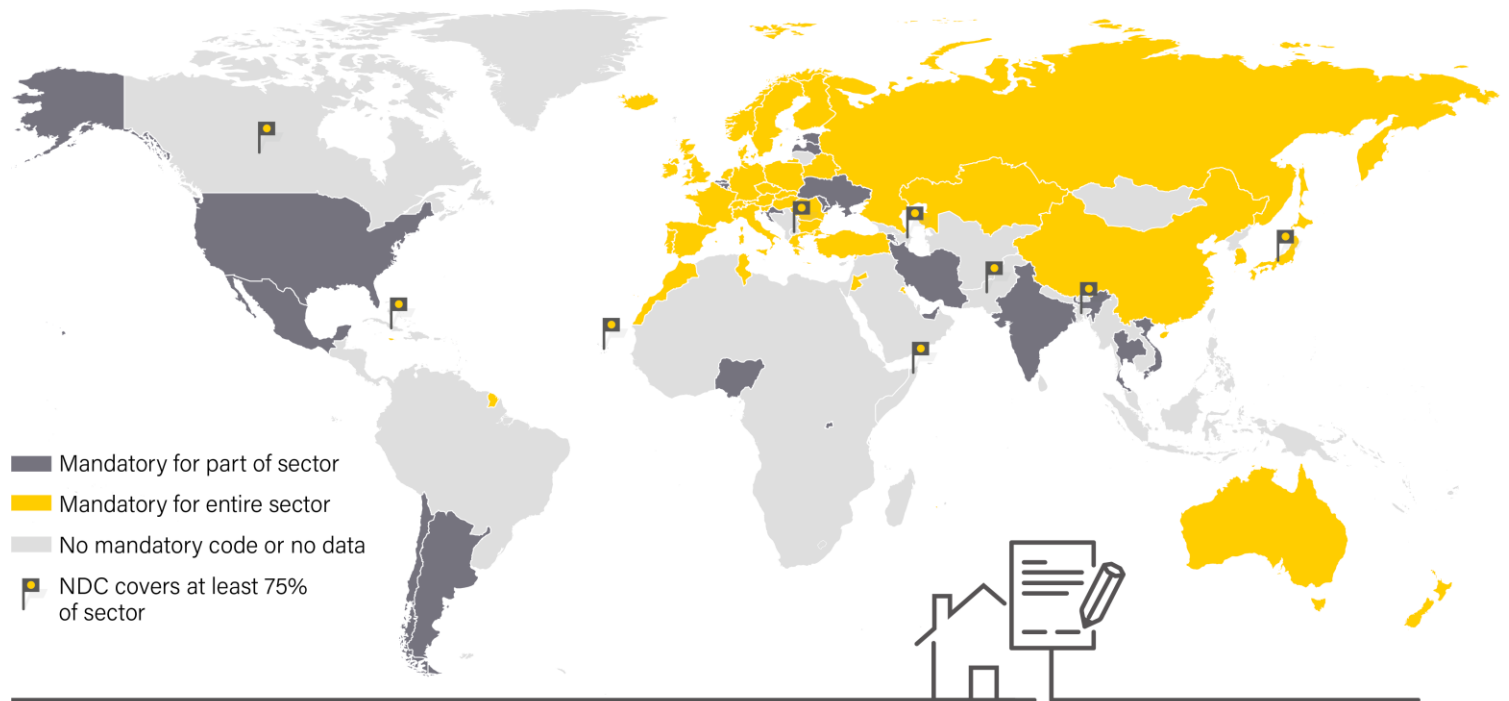 Mandatory for part of sector
Mandatory for entire sector
No mandatory code or no data
NDC covers at least 75%
of sector